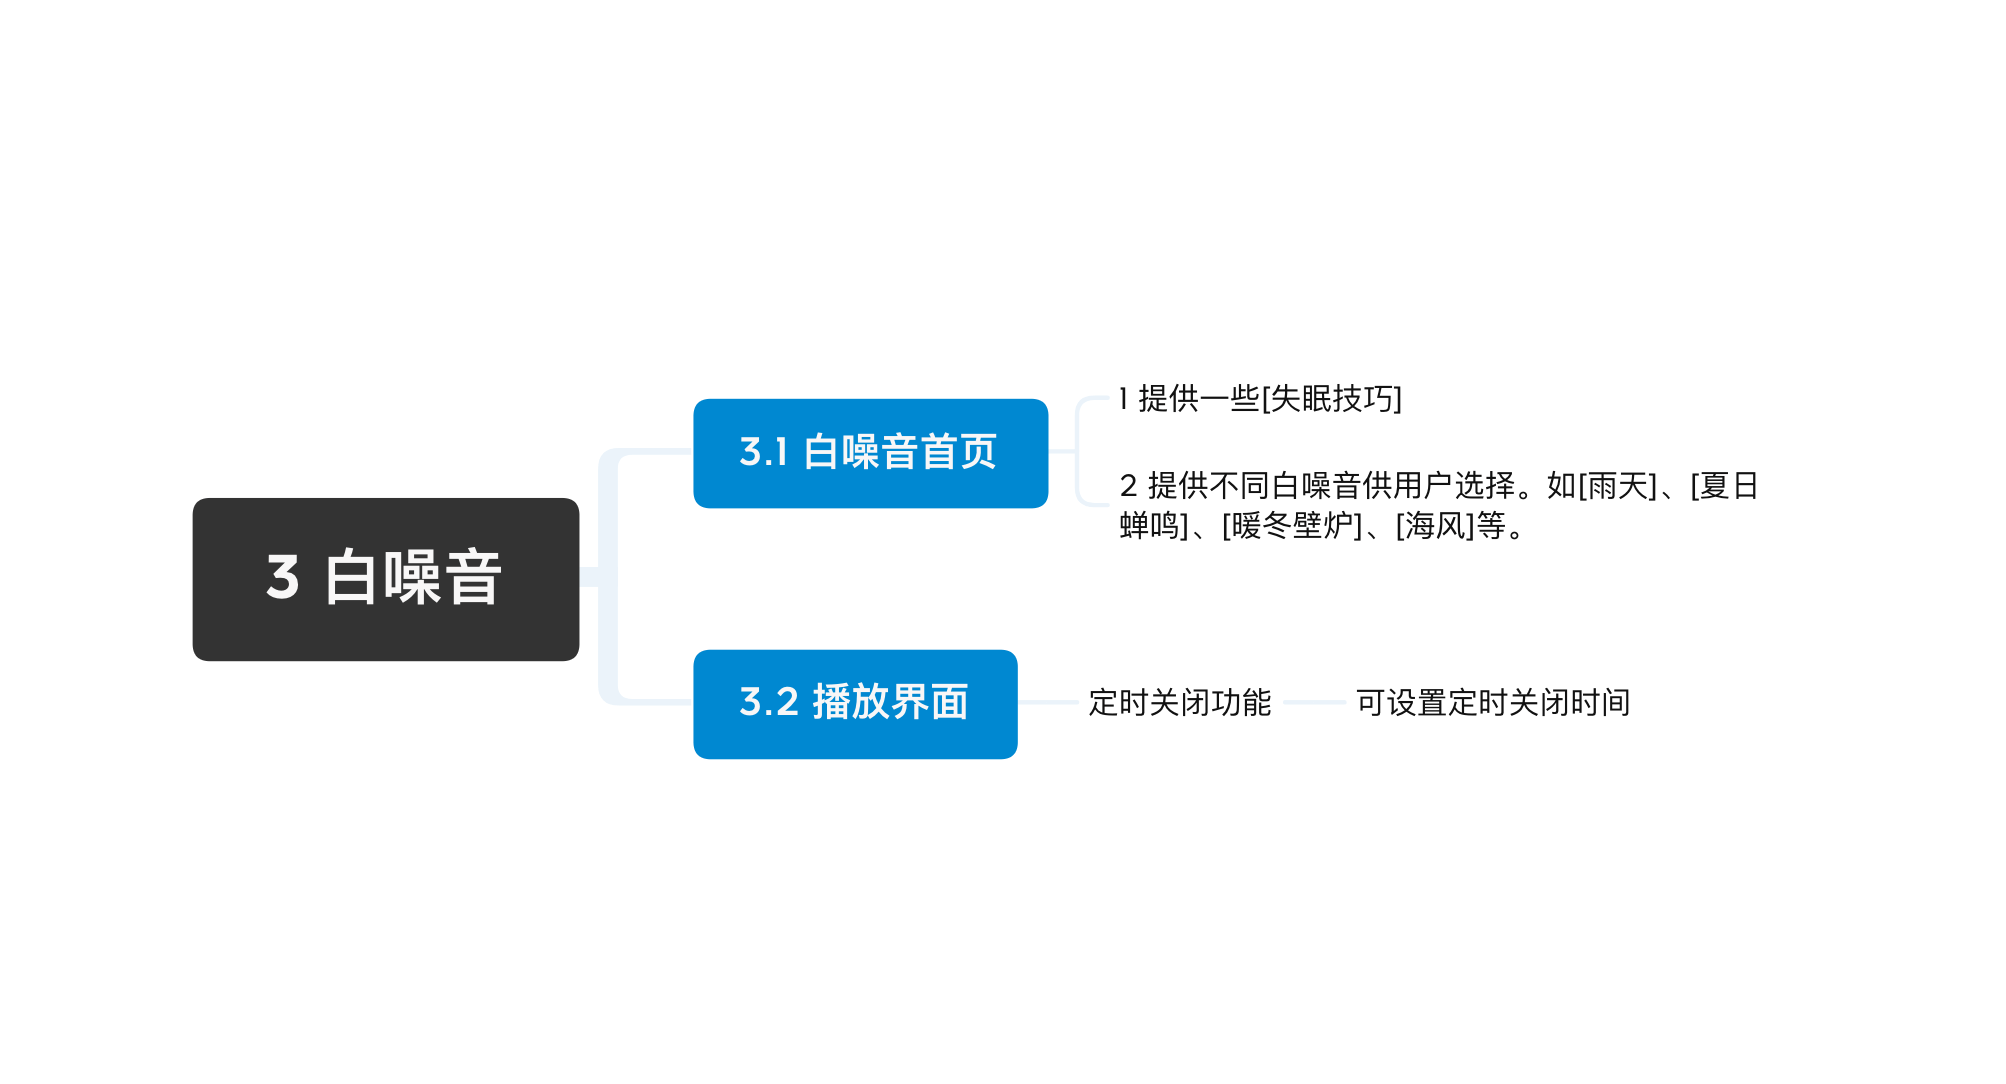 3 白噪音
3.1 白噪音首页
1 提供一些[失眠技巧]
2 提供不同白噪音供用户选择。如[雨天]、[夏日
蝉鸣]、[暖冬壁炉]、[海风]等。
3.2 播放界面
定时关闭功能
可设置定时关闭时间